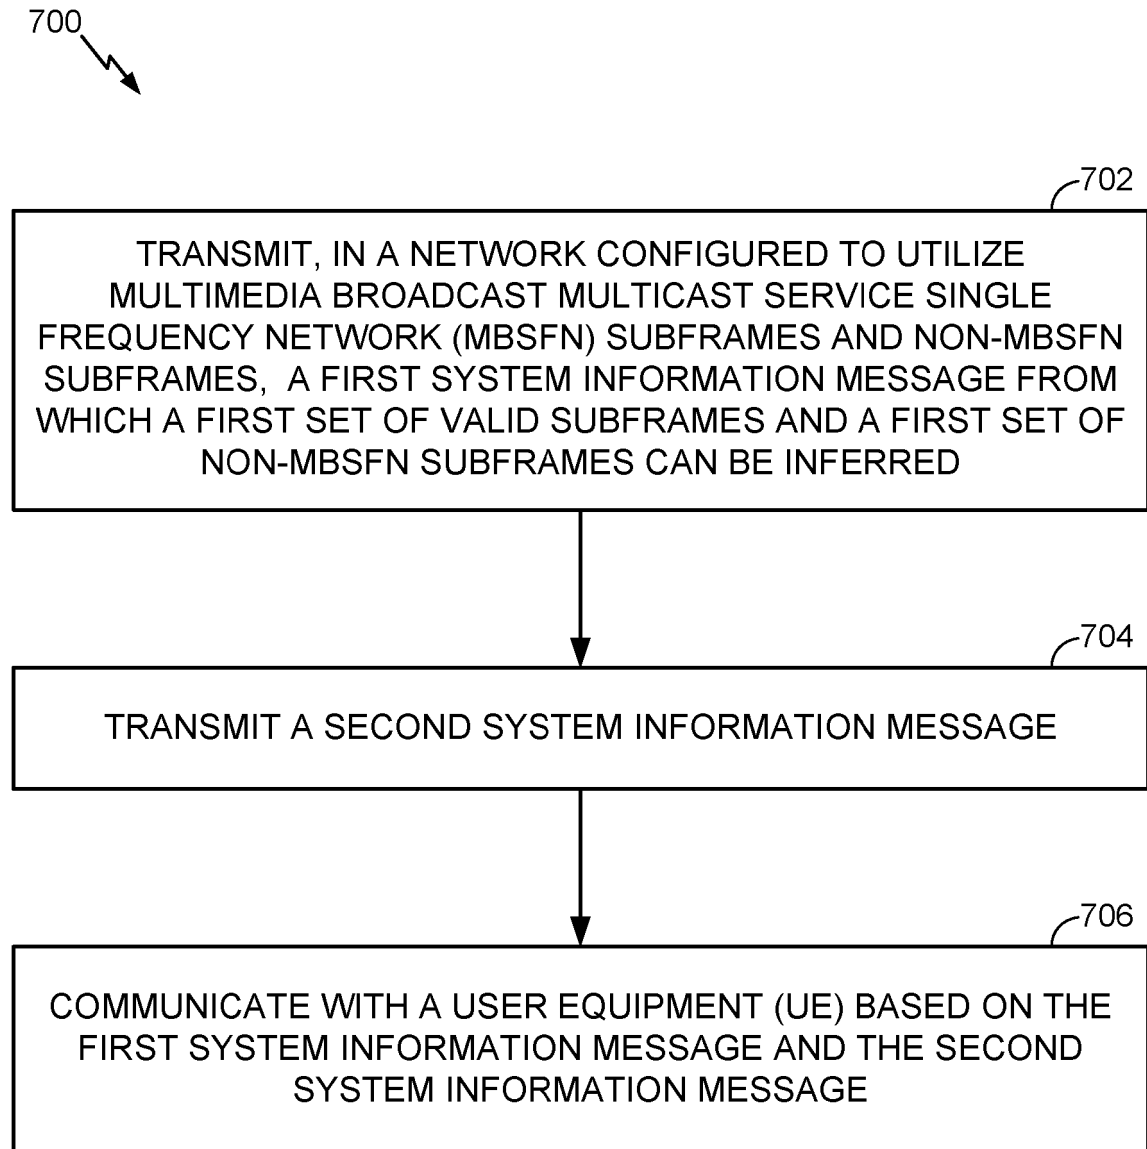 700
702
TRANSMIT, IN A NETWORK CONFIGURED TO UTILIZE
MULTIMEDIA BROADCAST MULTICAST SERVICE SINGLE
FREQUENCY NETWORK (MBSFN) SUBFRAMES AND NON-MBSFN
SUBFRAMES, A FIRST SYSTEM INFORMATION MESSAGE FROM
WHICH A FIRST SET OF VALID SUBFRAMES AND A FIRST SET OF
NON-MBSFN SUBFRAMES CAN BE INFERRED
704
TRANSMIT A SECOND SYSTEM INFORMATION MESSAGE
706
COMMUNICATE WITH A USER EQUIPMENT (UE) BASED ON THE
FIRST SYSTEM INFORMATION MESSAGE AND THE SECOND
SYSTEM INFORMATION MESSAGE